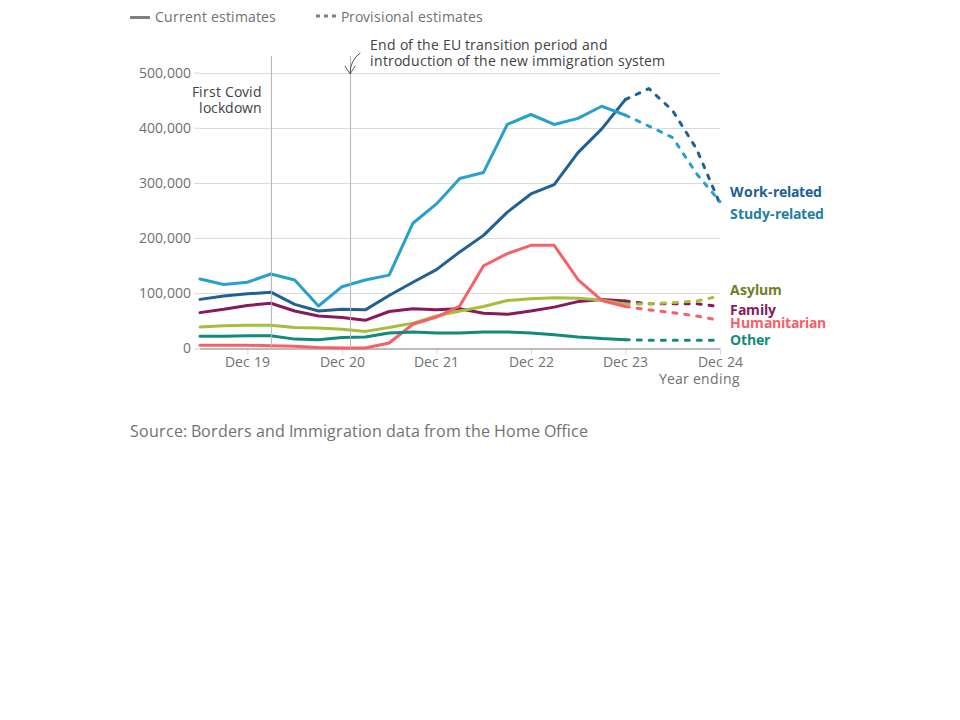 Current estimates
Provisional estimates
End of the EU transition period and
introduction of the new immigration system
500,000
First Covid
lockdown
400,000
300,000
Work-related
Study-related
200,000
100,000
Asylum
Family
Humanitarian
Other
0
Dec 19
Dec 20
Dec 21
Dec 22
Dec 23
Dec 24
Year ending
Source: Borders and Immigration data from the Home Office